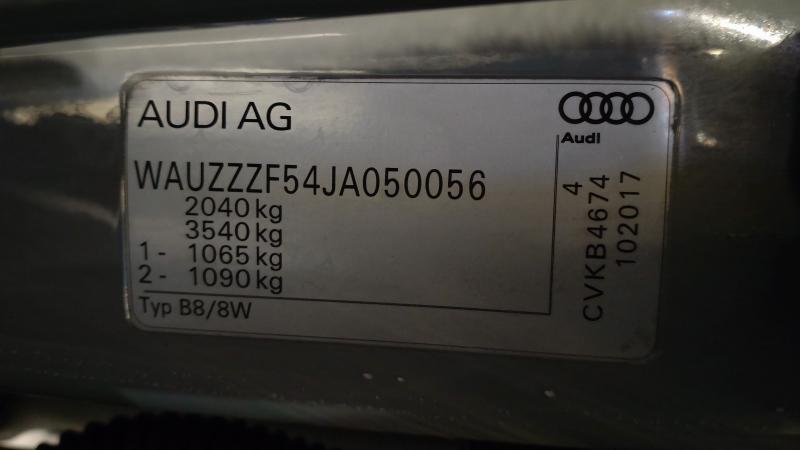 AUDI AG
Audi
WAUZZZF54JA050056
2040 kg
3540 kg
1 - 1065 kg
2 - 1090 kg
Typ B8/8W
4
CVKB4674
102017